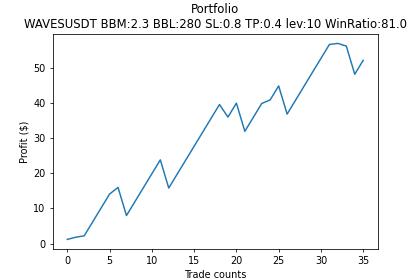 Portfolio
WAVESUSDT BBM:2.3 BBL:280 SL:0.8 TP:0.4 lev:10 WinRatio:81.0
50
40
30
20
10
0
Profit ($)
0 5 10 15 20 25 30 35
Trade counts